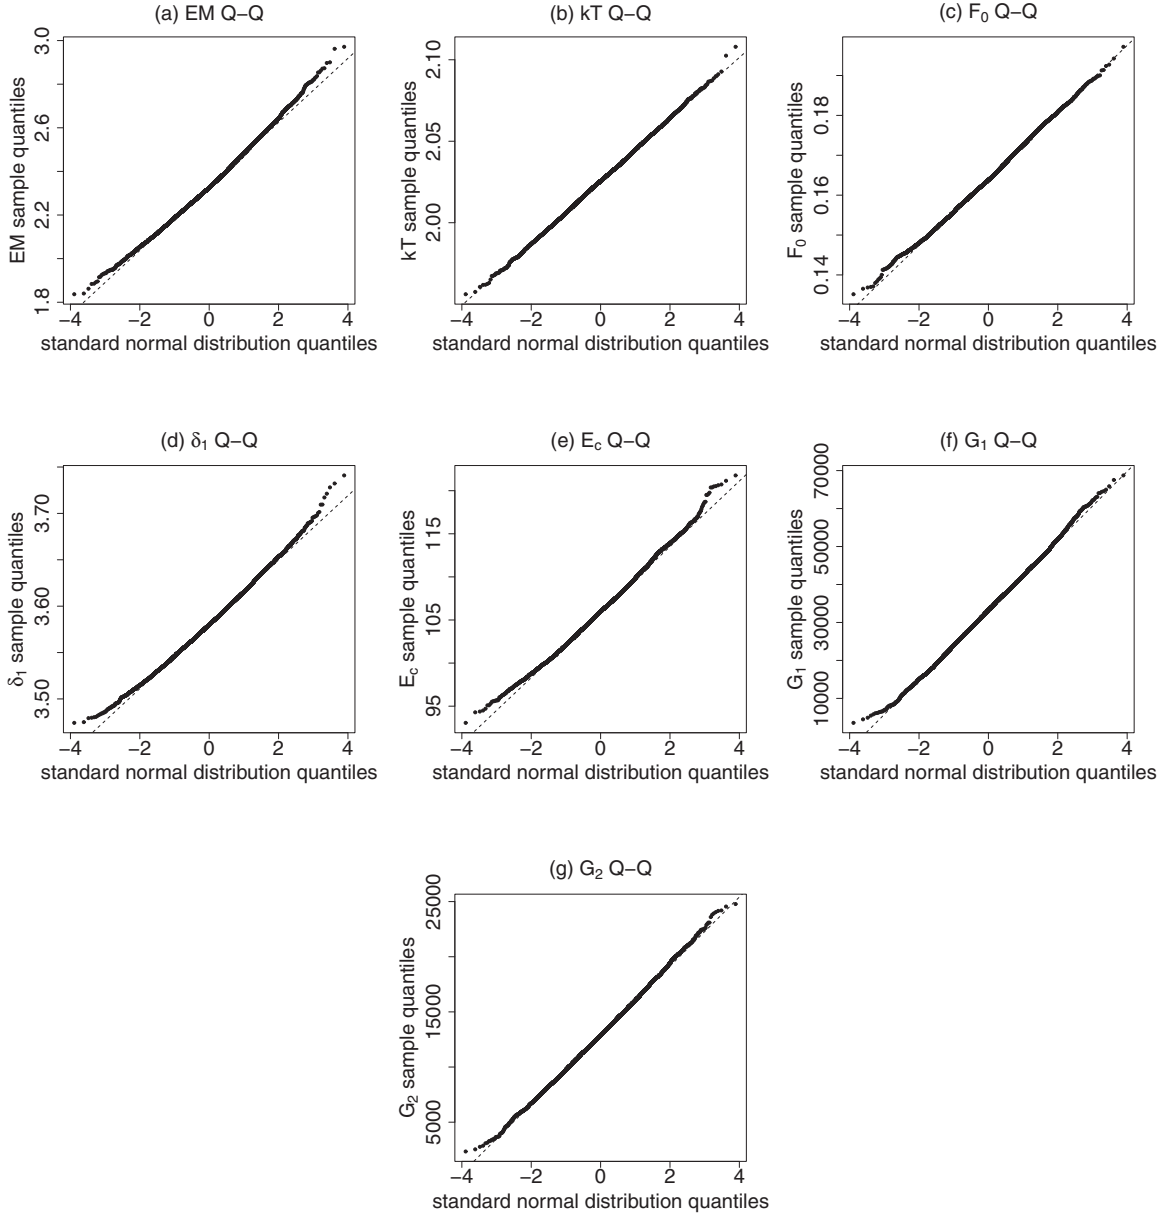 (a) EM Q−Q
EM sample quantiles
1.8 2.2 2.6 3.0
−4 −2 0 2 4
standard normal distribution quantiles
(b) kT Q−Q
kT sample quantiles
2.00 2.05 2.10
−4 −2 0 2 4
standard normal distribution quantiles
(c) F0 Q−Q
F0 sample quantiles
0.14 0.16 0.18
−4 −2 0 2 4
standard normal distribution quantiles
(d) δ1 Q−Q
δ1 sample quantiles
3.50 3.60 3.70
−4 −2 0 2 4
standard normal distribution quantiles
(e) Ec Q−Q
Ec sample quantiles
95 105 115
−4 −2 0 2 4
standard normal distribution quantiles
(f) G1 Q−Q
G1 sample quantiles
10000 30000 50000 70000
−4 −2 0 2 4
standard normal distribution quantiles
(g) G2 Q−Q
G2 sample quantiles
5000 15000 25000
−4 −2 0 2 4
standard normal distribution quantiles